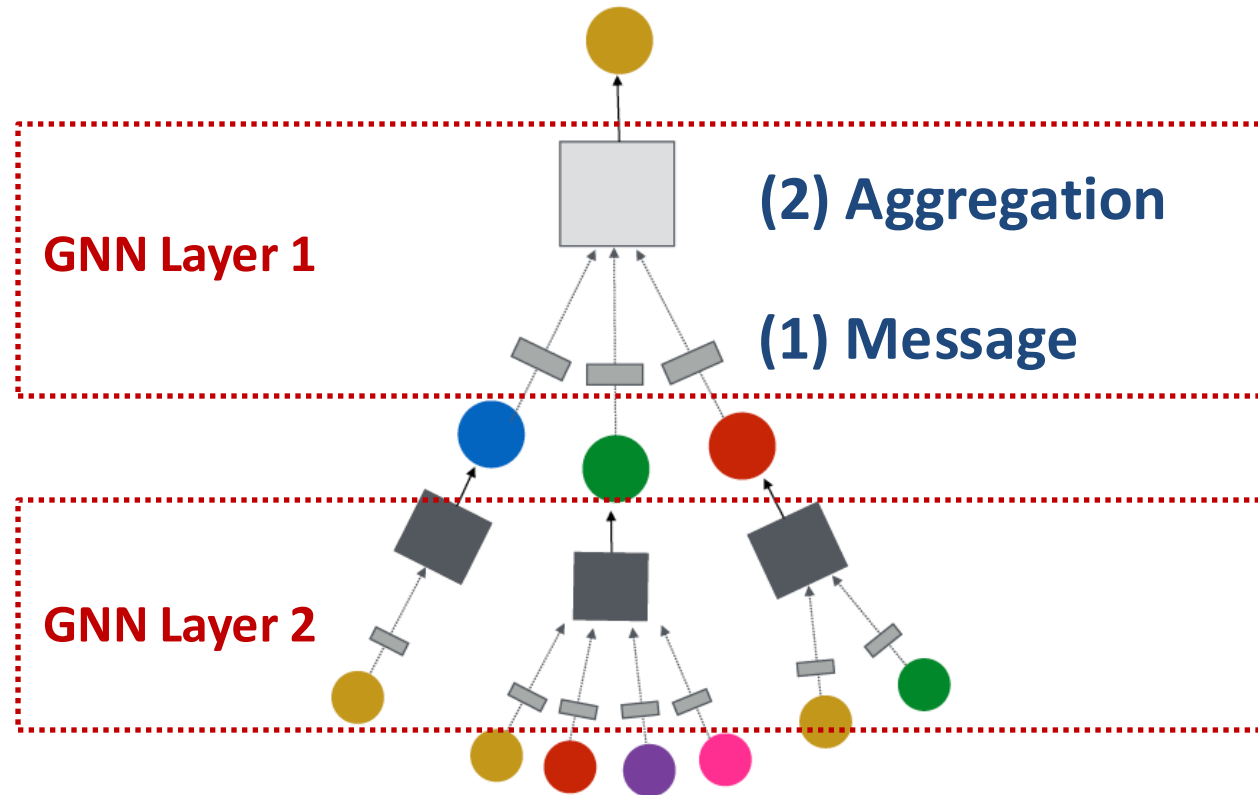 (2) Aggregation
GNN Layer 1
(1) Message
GNN Layer 2